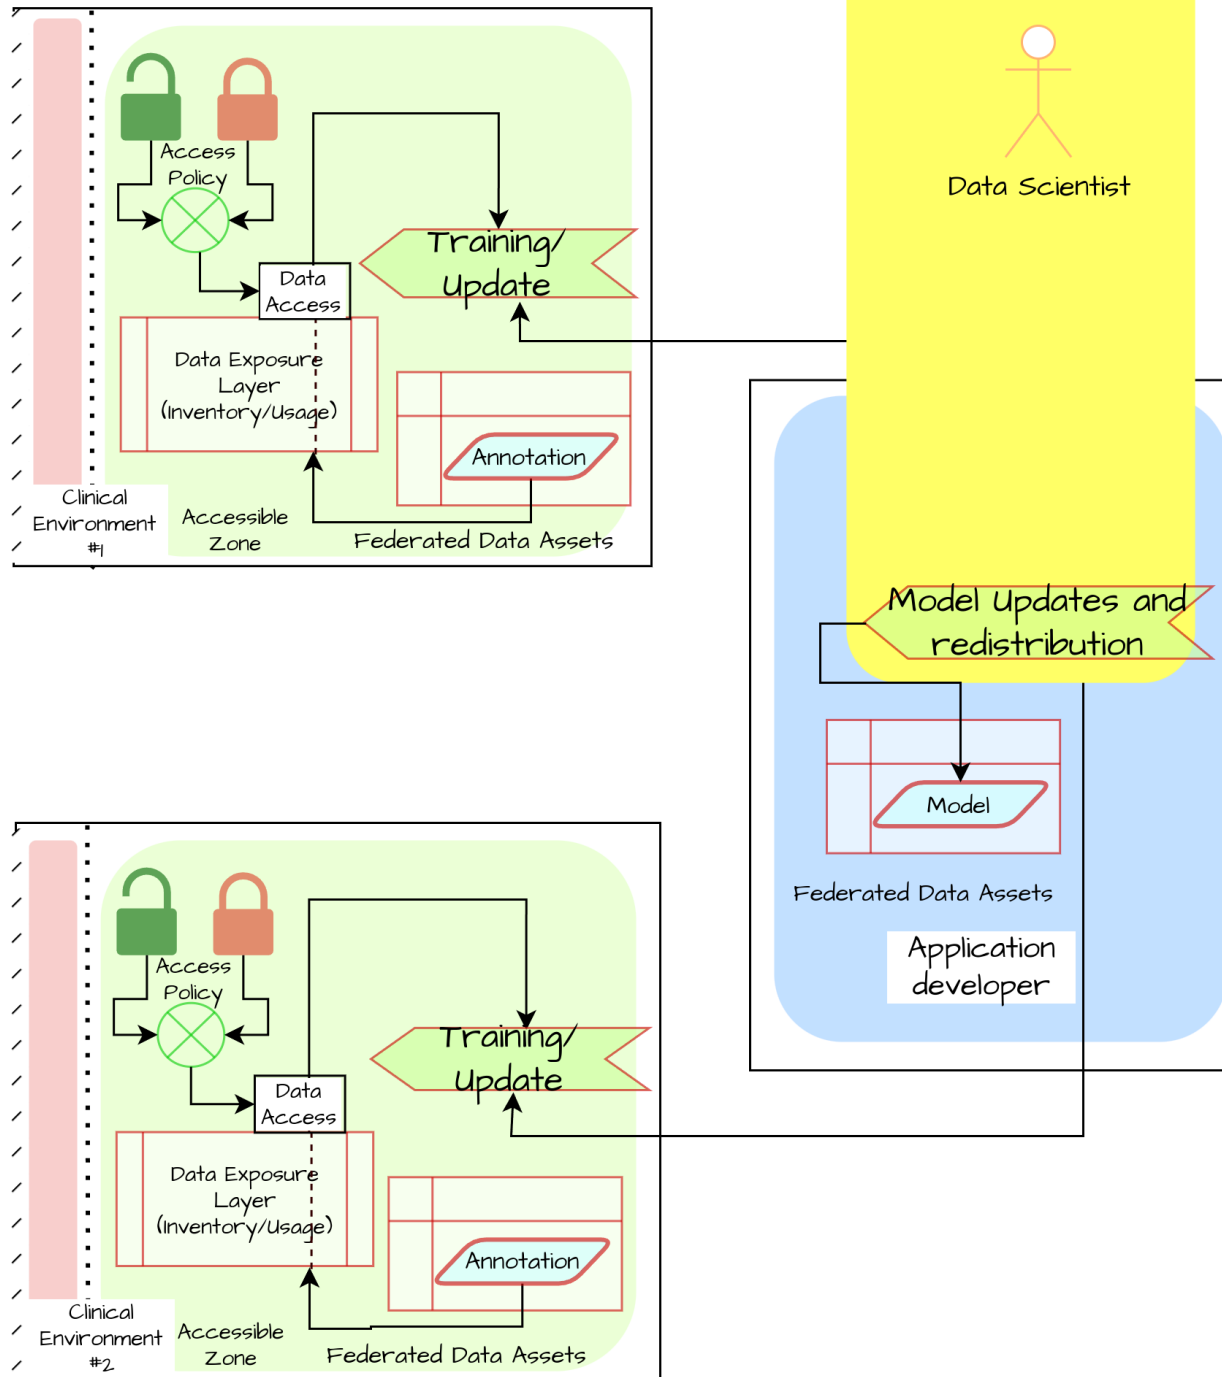 Access
Policy
Data
Access
Training/
Update
Data Exposure
Layer
(Inventory/Usage)
Annotation
Clinical
Environment
#1
Accessible
Zone
Federated Data Assets
Data Scientist
Model Updates and
redistribution
Model
Federated Data Assets
Application
developer
Access
Policy
Data
Access
Training/
Update
Data Exposure
Layer
(Inventory/Usage)
Annotation
Clinical
Environment
#2
Accessible
Zone
Federated Data Assets